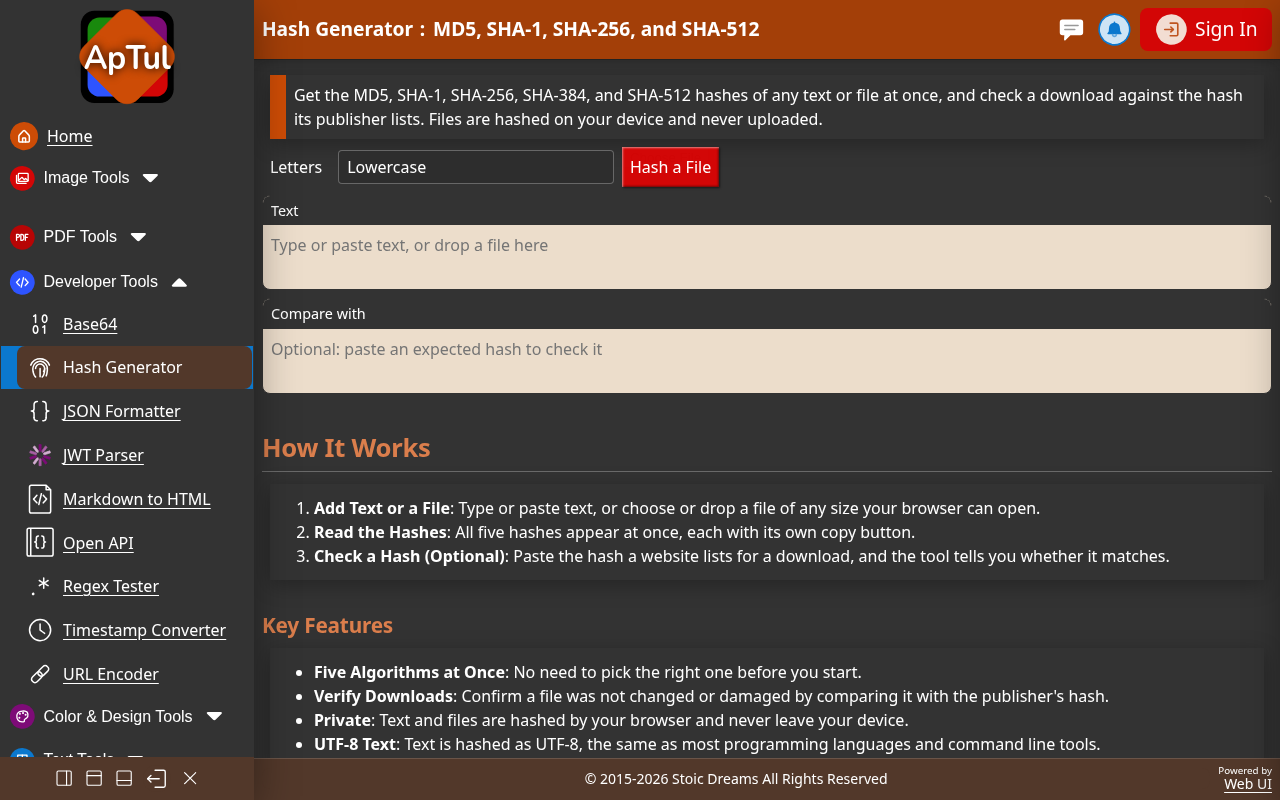 ApTul
Home
Image Tools
PDF Tools
Developer Tools
Base64
Hash Generator
JSON Formatter
JWT Parser
Markdown to HTML
Open API
Regex Tester
Timestamp Converter
URL Encoder
Color & Design Tools
Hash Generator : MD5, SHA-1, SHA-256, and SHA-512
Sign In
Get the MD5, SHA-1, SHA-256, SHA-384, and SHA-512 hashes of any text or file at once, and check a download against the hash
its publisher lists. Files are hashed on your device and never uploaded.
Letters
Lowercase
Hash a File
Text
Type or paste text, or drop a file here
Compare with
Optional: paste an expected hash to check it
How It Works
1. Add Text or a File: Type or paste text, or choose or drop a file of any size your browser can open.
2. Read the Hashes: All five hashes appear at once, each with its own copy button.
3. Check a Hash (Optional): Paste the hash a website lists for a download, and the tool tells you whether it matches.
Key Features
• Five Algorithms at Once: No need to pick the right one before you start.
• Verify Downloads: Confirm a file was not changed or damaged by comparing it with the publisher's hash.
• Private: Text and files are hashed by your browser and never leave your device.
• UTF-8 Text: Text is hashed as UTF-8, the same as most programming languages and command line tools.
© 2015-2026 Stoic Dreams All Rights Reserved
Powered by
Web UI